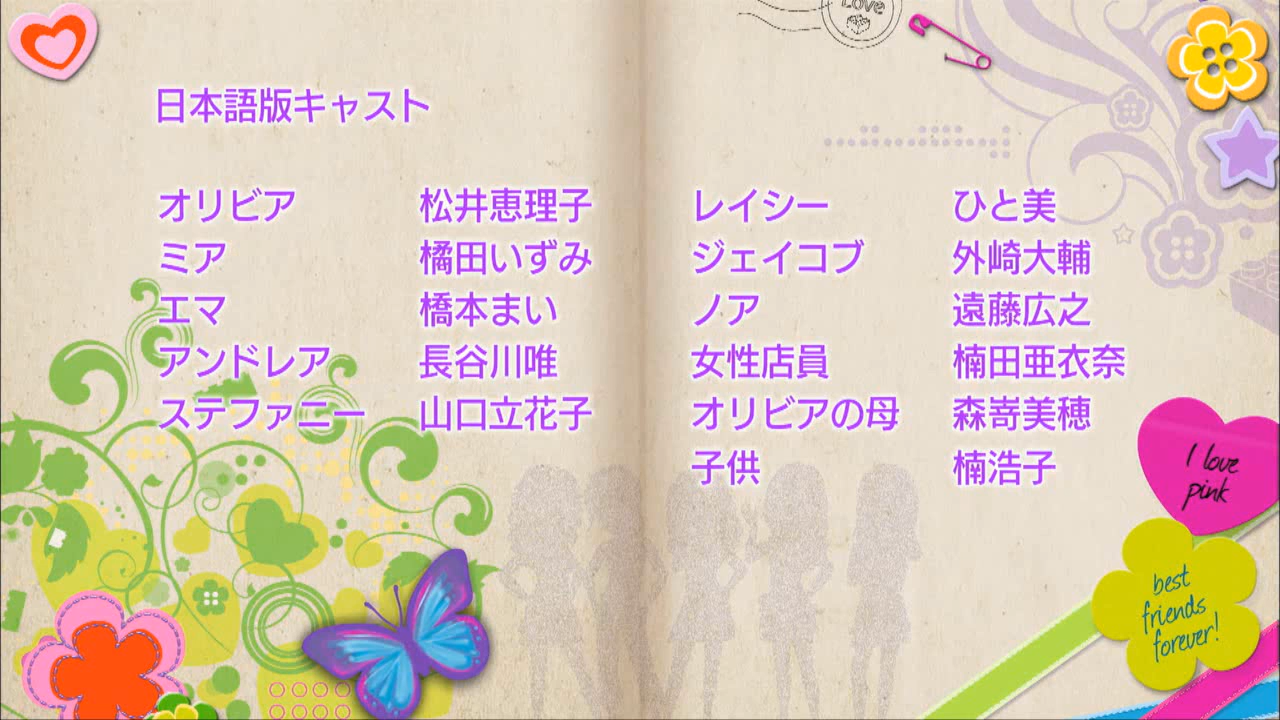 Love
日本語版キャスト
オリビア 松井恵理子
ミア 橘田いずみ
エマ 橋本まい
アンドレア 長谷川唯
ステファニー 山口立花子
レイシー ひと美
ジェイコブ 外崎大輔
ノア 遠藤広之
女性店員 楠田亜衣奈
オリビアの母 森嵜美穂
子供 楠浩子
I love
pink
best
friends
forever!